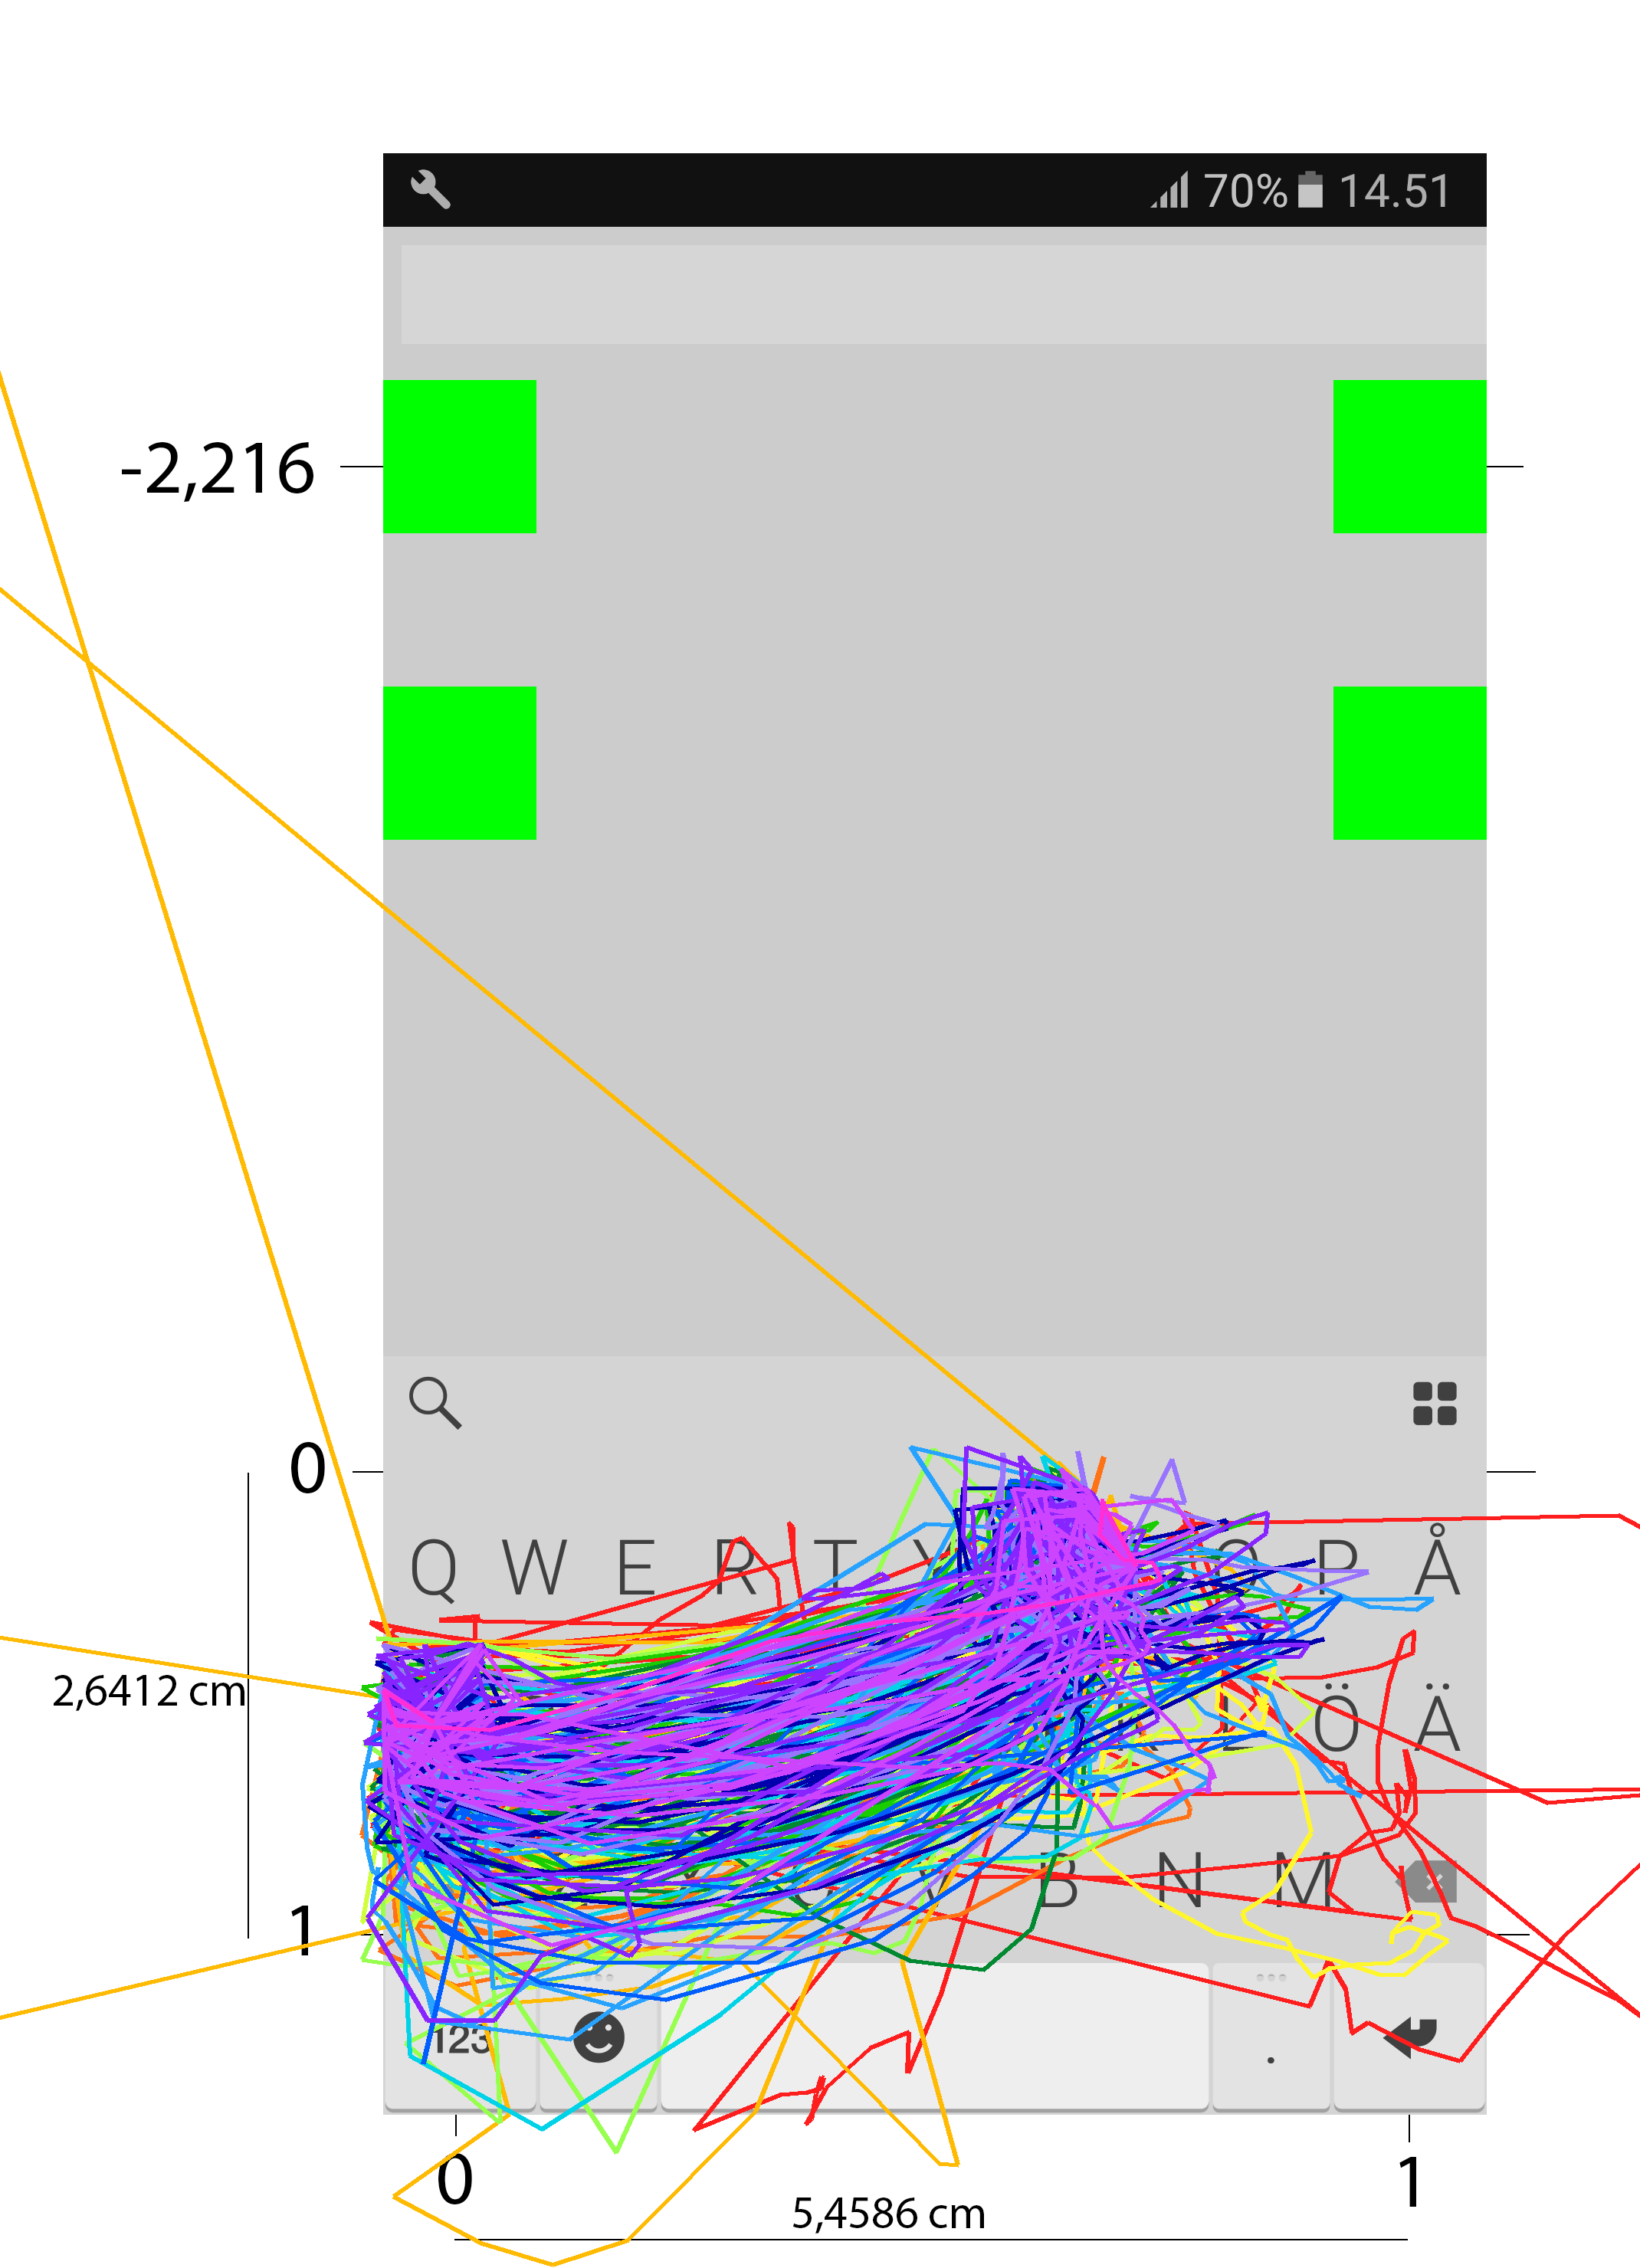 70% 14.51
-2,216
0
Q W E R T P Å
2,6412 cm
Ö Ä
B N M
1
123 .
0 1
5,4586 cm